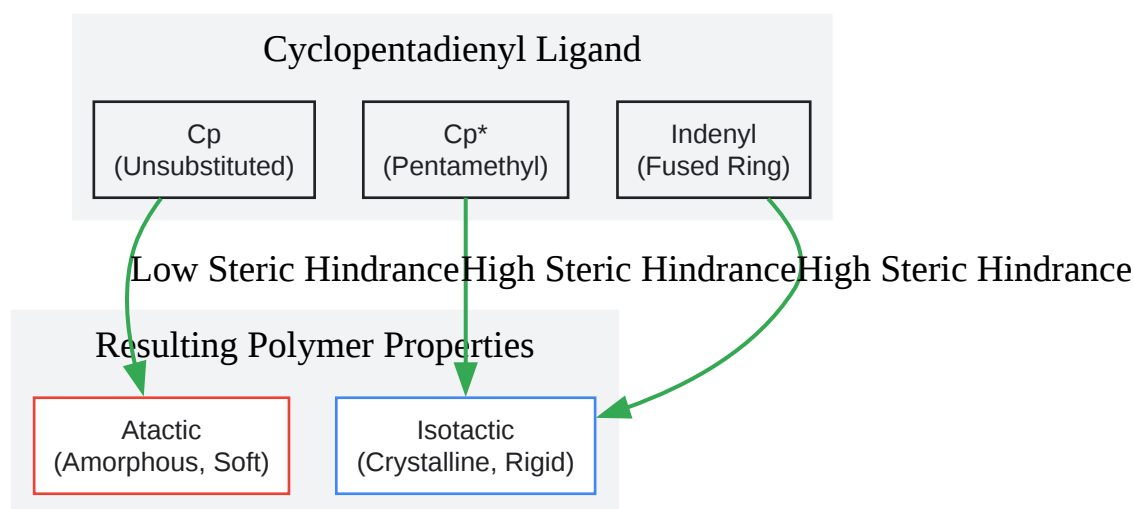 Cyclopentadienyl Ligand
Cp
(Unsubstituted)
Cp*
(Pentamethyl)
Indenyl
(Fused Ring)
Low Steric Hindrance
High Steric Hindrance
High Steric Hindrance
Resulting Polymer Properties
Atactic
(Amorphous, Soft)
Isotactic
(Crystalline, Rigid)